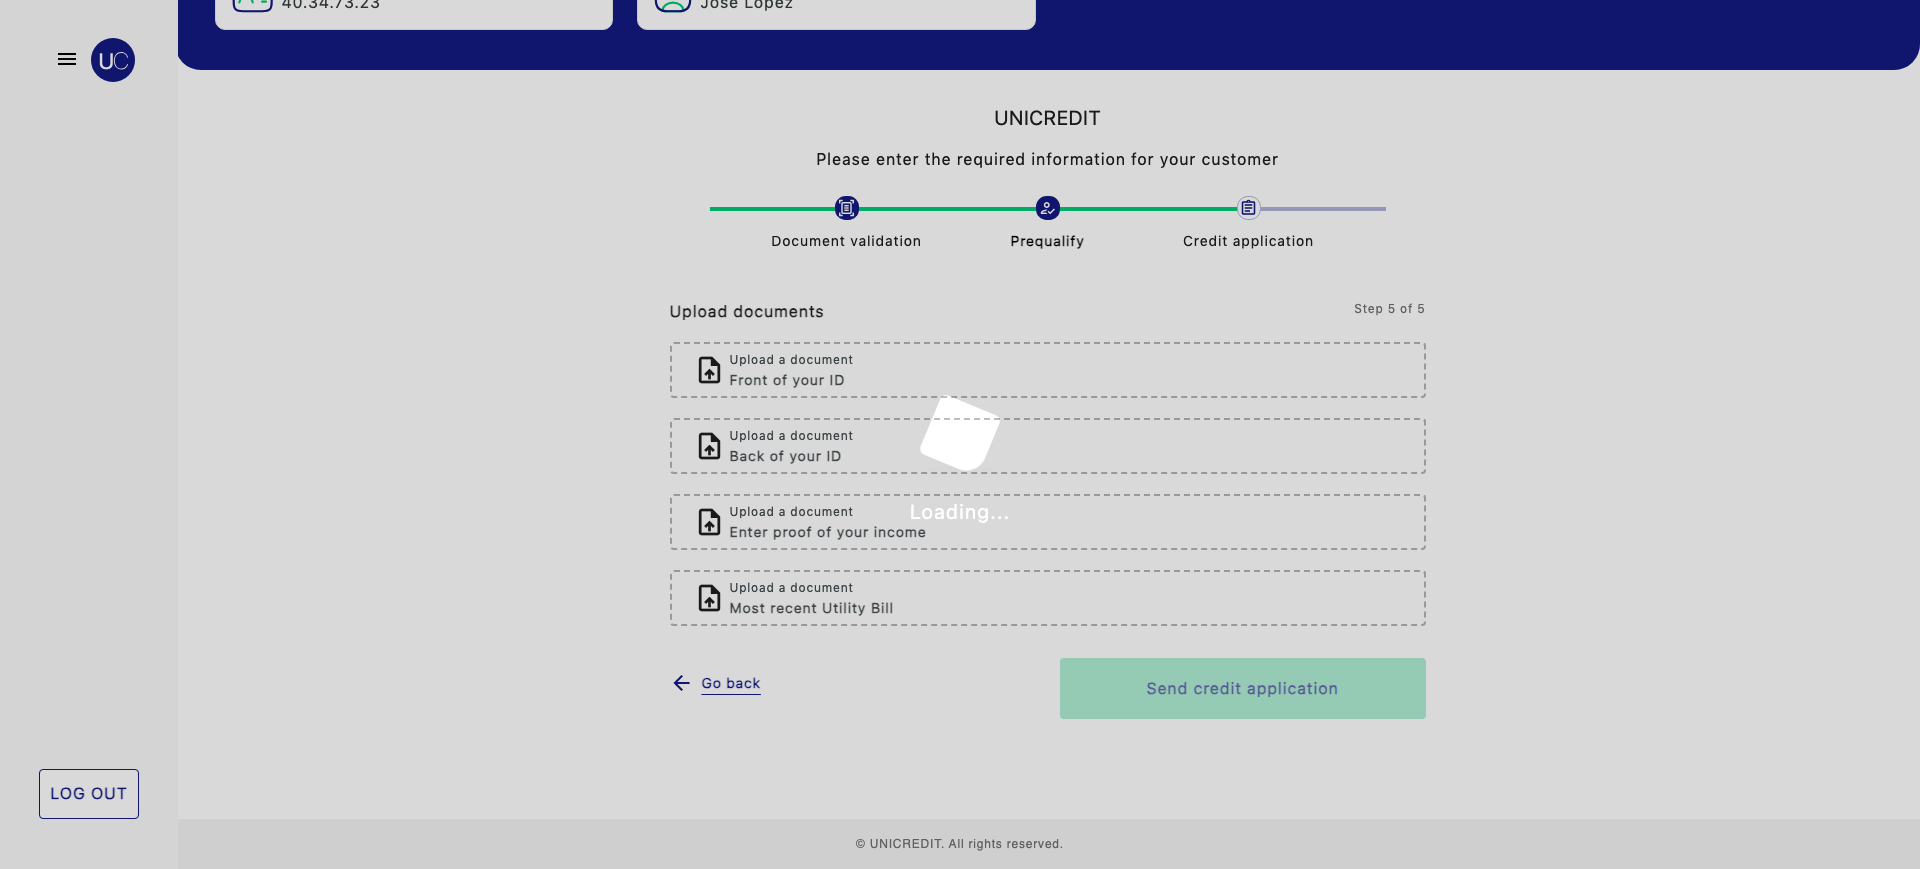 40.34.73.23
Jose Lopez
UC
UNICREDIT
Please enter the required information for your customer
Document validation
Prequalify
Credit application
Upload documents
Step 5 of 5
Upload a document
Front of your ID
Upload a document
Back of your ID
Upload a document
Loading...
Enter proof of your income
Upload a document
Most recent Utility Bill
Go back
Send credit application
LOG OUT
© UNICREDIT. All rights reserved.